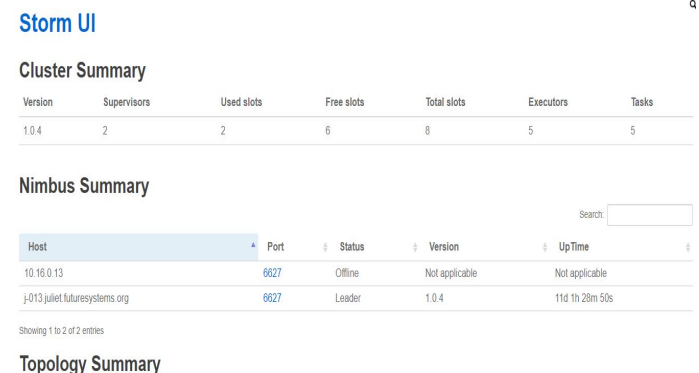 Storm UI
Cluster Summary
Version Supervisors Used slots Free slots Total slots Executors Tasks
1.0.4 2 2 6 8 5 5
Nimbus Summary
Search:
Host Port Status Version UpTime
10.16.0.13 6627 Offline Not applicable Not applicable
j-013.juliet.futuresystems.org 6627 Leader 1.0.4 11d 1h 28m 50s
Showing 1 to 2 of 2 entries
Topology Summary